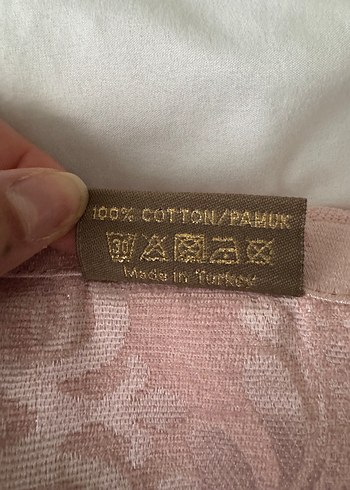 100% COTTON/PAMUK
30
Made in Turkey